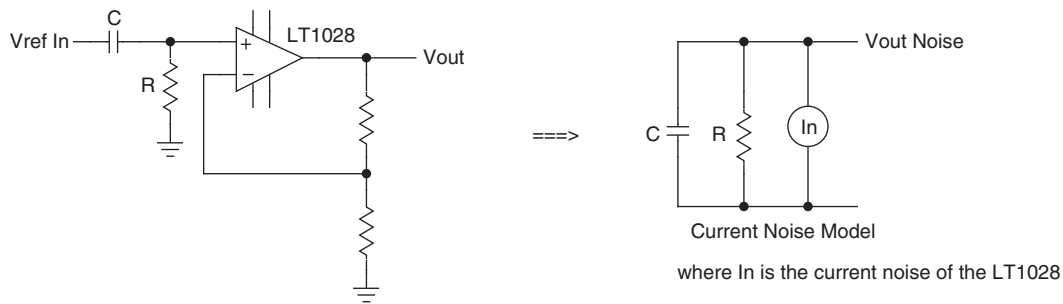 C
Vref In
LT1028
+
−
Vout
R
===>
Vout Noise
C
R
In
Current Noise Model
where In is the current noise of the LT1028